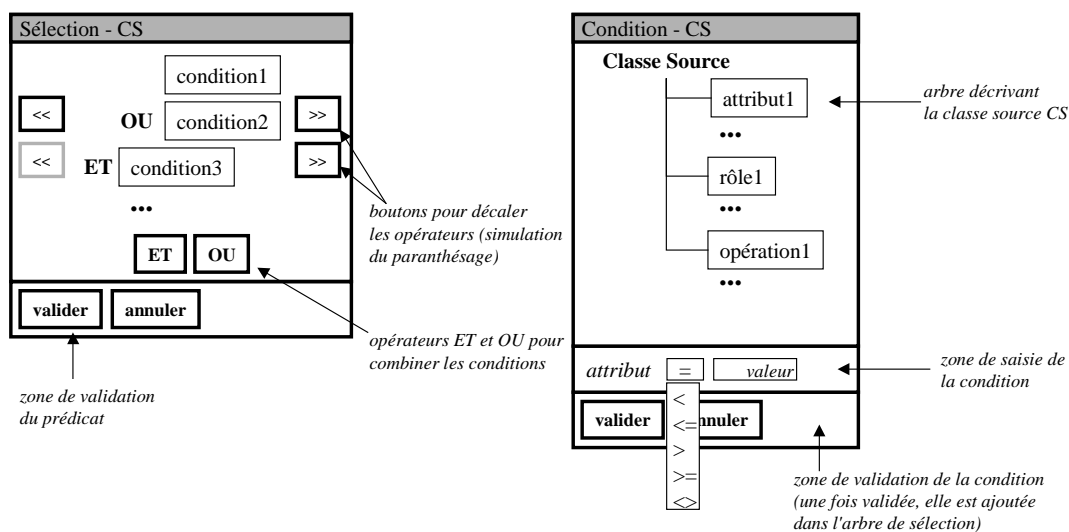 Sélection - CS
condition1
<<
OU
condition2
>>
<<
ET
condition3
>>
•••
ET
OU
valider
annuler
boutons pour décaler
les opérateurs (simulation
du paranthésage)
opérateurs ET et OU pour
combiner les conditions
zone de validation
du prédicat
Condition - CS
Classe Source
attribut1
•••
rôle1
•••
opération1
•••
attribut
=
valeur
<
<=
>
>=
<>
valider
nnuler
arbre décrivant
la classe source CS
zone de saisie de
la condition
zone de validation de la condition
(une fois validée, elle est ajoutée
dans l'arbre de sélection)